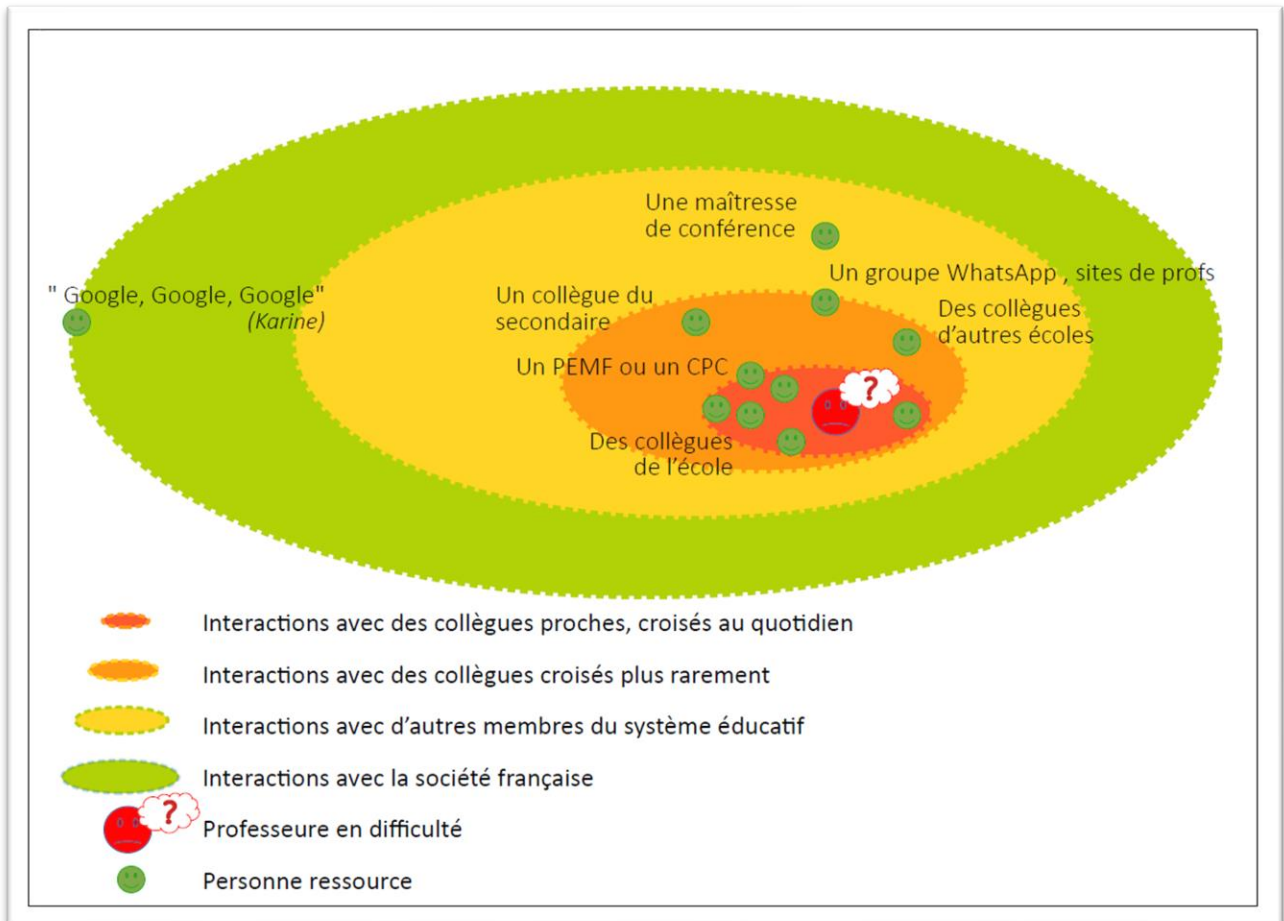 Une maîtresse
de conférence
Un groupe WhatsApp , sites de profs
" Google, Google, Google"
(Karine)
Un collègue du
secondaire
Des collègues
d'autres écoles
Un PEMF ou un CPC
?
Des collègues
de l'école
Interactions avec des collègues proches, croisés au quotidien
Interactions avec des collègues croisés plus rarement
Interactions avec d'autres membres du système éducatif
Interactions avec la société française
?
Professeure en difficulté
Personne ressource